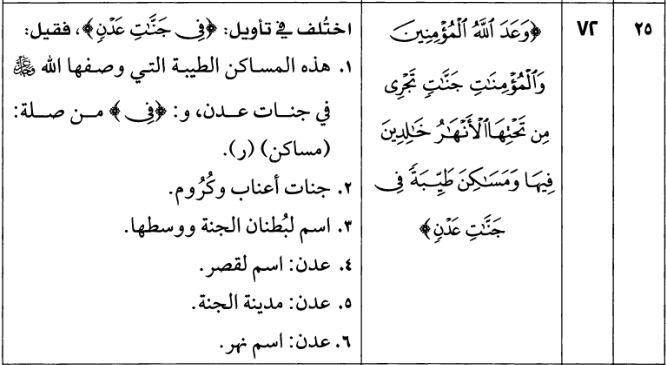 ٢٥
٧٢
﴿وَعَدَ اللَّهُ الْمُؤْمِنِينَ
وَالْمُؤْمِنَاتِ جَنَّاتٍ تَجْرِى
مِن تَحْتِهَا الْأَنْهَارُ خَالِدِينَ
فِيهَا وَمَسَاكِنَ طَيِّبَةً فِى
جَنَّاتِ عَدْنٍ﴾
اختُلف في تأويل: ﴿فِى جَنَّاتِ عَدْنٍ﴾، فقيل:
١. هذه المساكن الطيبة التي وصفها الله ﷻ
في جنات عدن، و: ﴿فِى﴾ من صلة:
(مساكن) (ر).
٢. جنات أعناب وكُرُوم.
٣. اسم لبُطنان الجنة ووسطها.
٤. عدن: اسم لقصر.
٥. عدن: مدينة الجنة.
٦. عدن: اسم نهر.